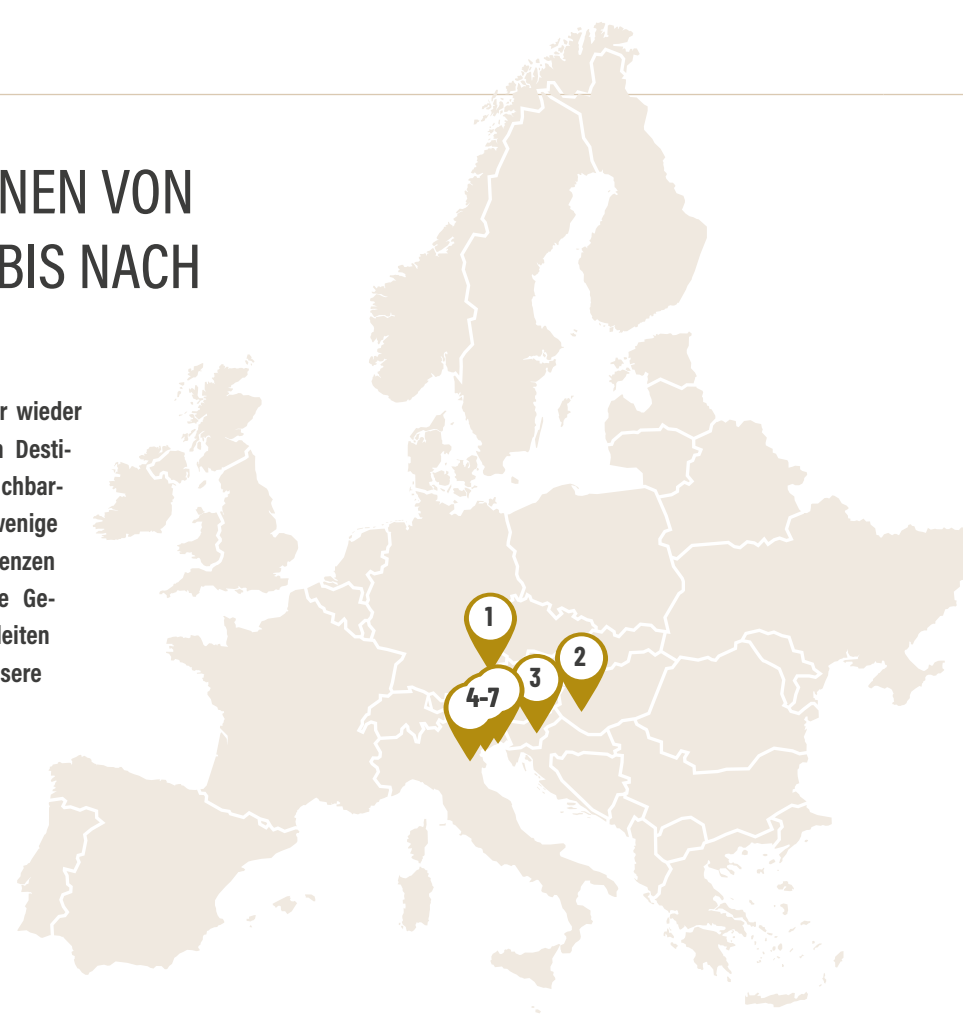 NEN VON
BIS NACH
r wieder
n Desti-
chbar-
wenige
enzen
e Ge-
leiten
sere
1
2
3
4-7